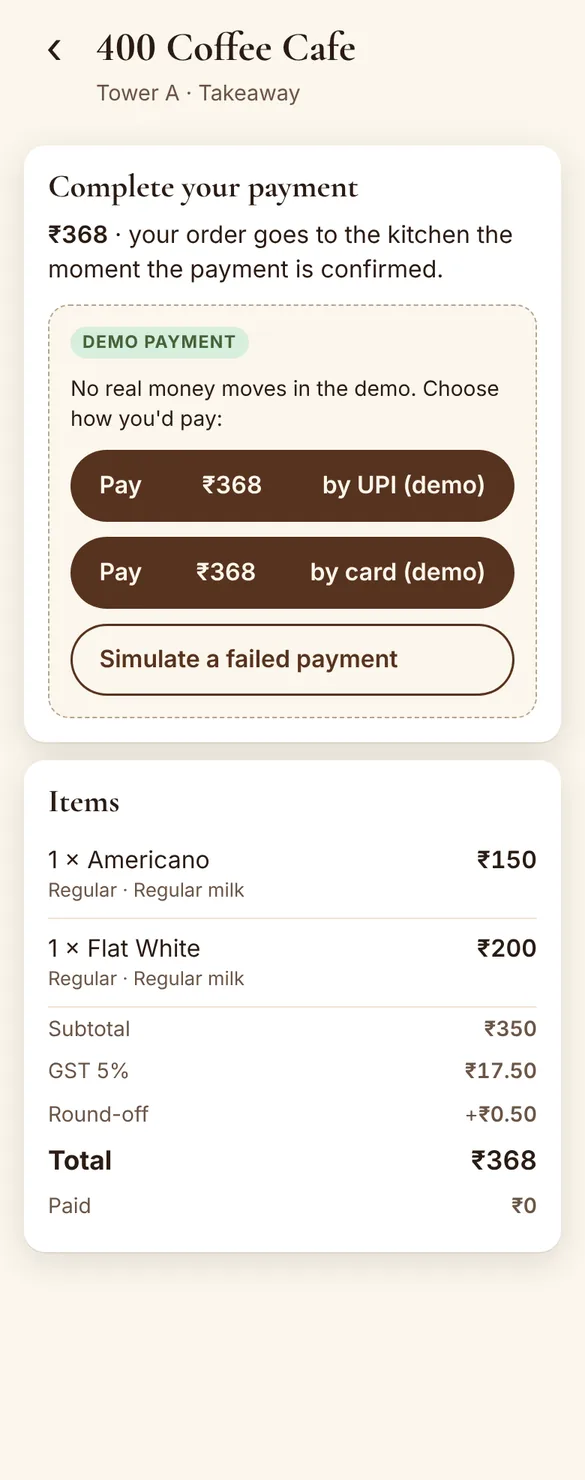 400 Coffee Cafe
Tower A · Takeaway
Complete your payment
₹368 · your order goes to the kitchen the
moment the payment is confirmed.
DEMO PAYMENT
No real money moves in the demo. Choose
how you'd pay:
Pay ₹368 by UPI (demo)
Pay ₹368 by card (demo)
Simulate a failed payment
Items
1 × Americano ₹150
Regular · Regular milk
1 × Flat White ₹200
Regular · Regular milk
Subtotal ₹350
GST 5% ₹17.50
Round-off +₹0.50
Total ₹368
Paid ₹0